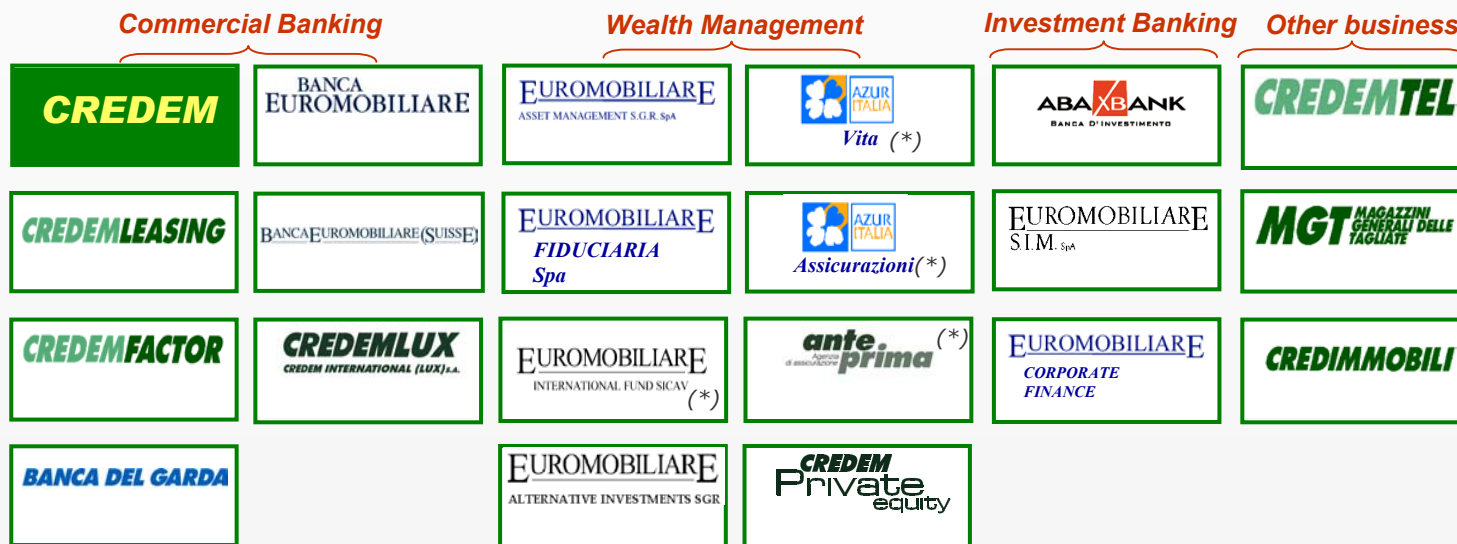 Commercial Banking
Wealth Management
Investment Banking
Other business
CREDEM
BANCA
EUROMOBILIARE
EUROMOBILIARE
ASSET MANAGEMENT S.G.R. SpA
AZUR
ITALIA
Vita (*)
ABAXBANK
BANCA D'INVESTIMENTO
CREDEMTEL
CREDEMLEASING
BANCAEUROMOBILIARE(SUISSE)
EUROMOBILIARE
FIDUCIARIA
Spa
AZUR
ITALIA
Assicurazioni(*)
EUROMOBILIARE
S.I.M. SpA
MGT MAGAZZINI
GENERALI DELLE
TAGLIATE
CREDEMFACTOR
CREDEMLUX
CREDEM INTERNATIONAL (LUX) S.A.
EUROMOBILIARE
INTERNATIONAL FUND SICAV
(*)
ante (*)
Agenzia
di assicurazione prima
EUROMOBILIARE
CORPORATE
FINANCE
CREDIMMOBILI
BANCA DEL GARDA
EUROMOBILIARE
ALTERNATIVE INVESTMENTS SGR
CREDEM
Private
equity